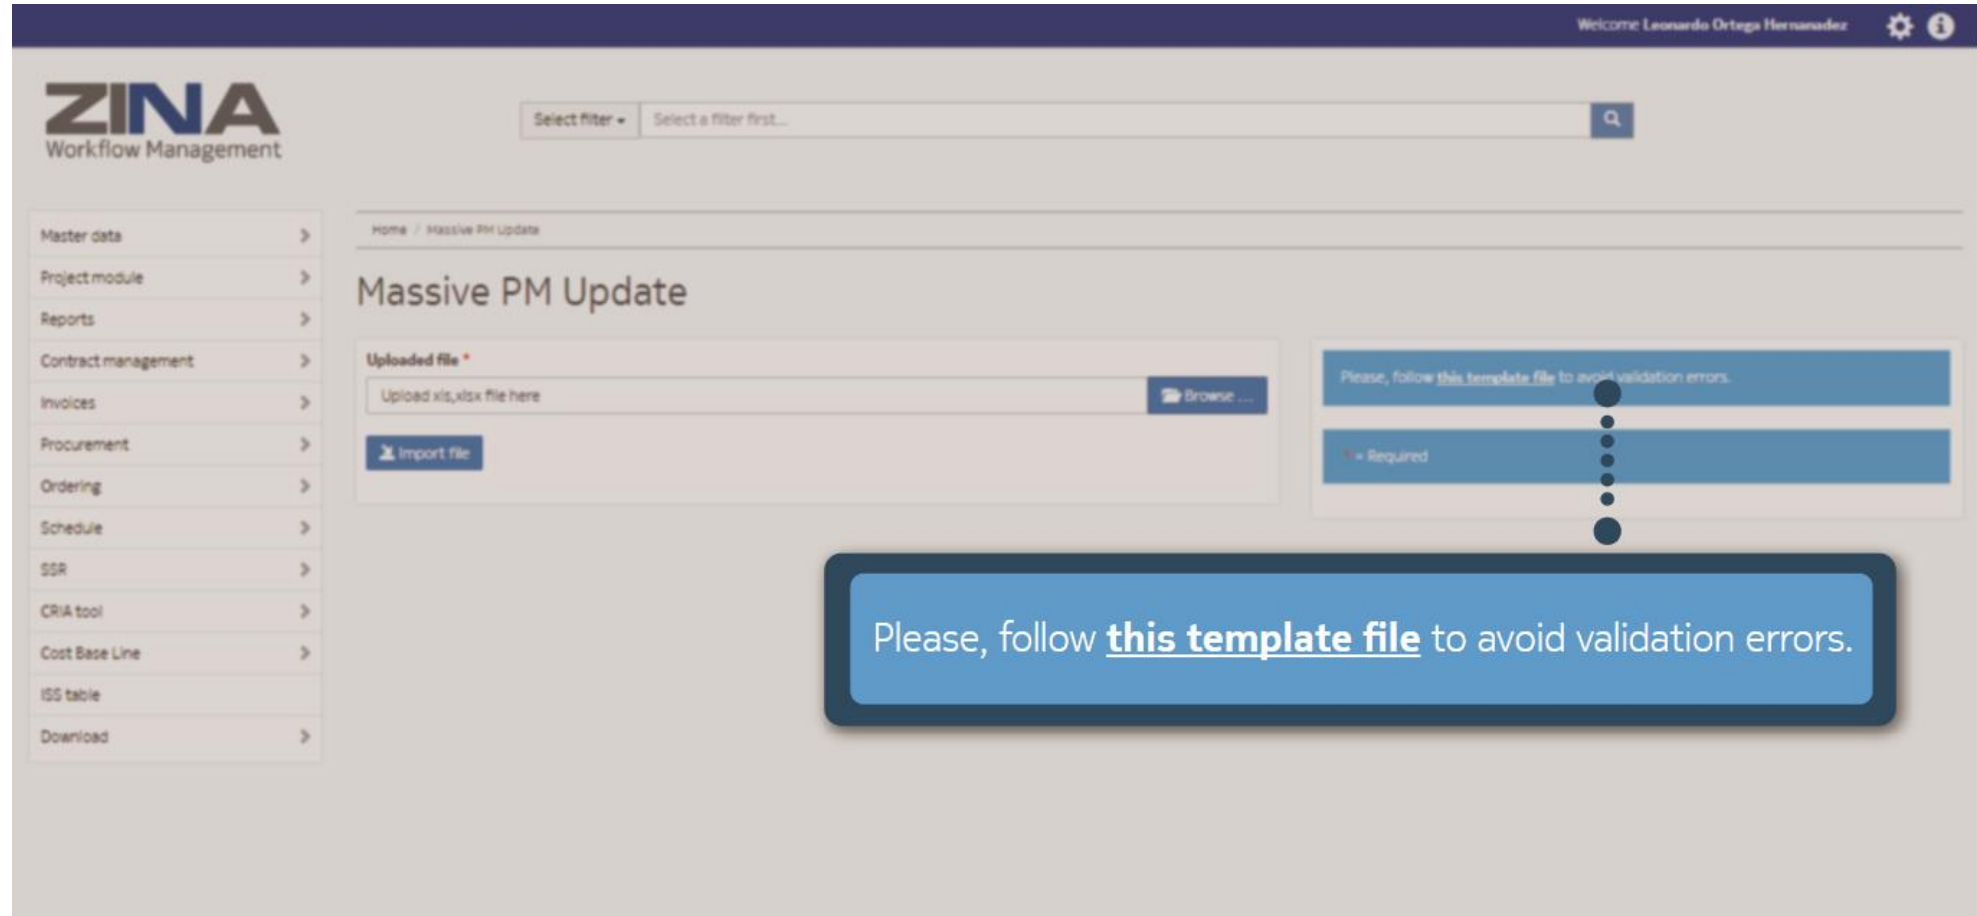 Welcome Leonardo Ortega Hernanadez
ZINA
Workflow Management
Select filter
Select a filter first...
Master data
Project module
Reports
Contract management
Invoices
Procurement
Ordering
Schedule
SSR
CRIA tool
Cost Base Line
ISS table
Download
Home / Massive PM Update
Massive PM Update
Uploaded file *
Upload xls,xlsx file here
Browse ...
Import file
Please, follow this template file to avoid validation errors.
* = Required
Please, follow this template file to avoid validation errors.